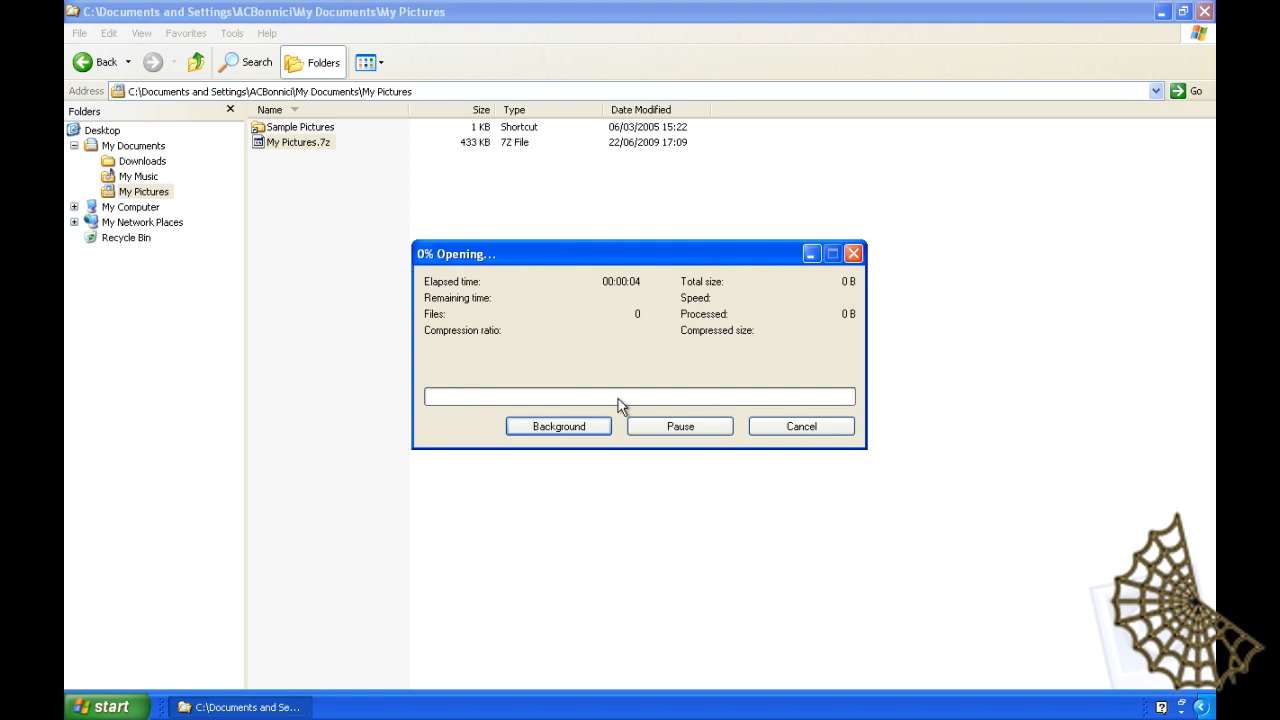 C:\Documents and Settings\ACBonnici\My Documents\My Pictures
File Edit View Favorites Tools Help
Back Search Folders
Address C:\Documents and Settings\ACBonnici\My Documents\My Pictures Go
Folders
Name Size Type Date Modified
Desktop
My Documents
Downloads
My Music
My Pictures
My Computer
My Network Places
Recycle Bin
Sample Pictures 1 KB Shortcut 06/03/2005 15:22
My Pictures.7z 433 KB 7Z File 22/06/2009 17:09
0% Opening...
Elapsed time: 00:00:04 Total size: 0 B
Remaining time: Speed:
Files: 0 Processed: 0 B
Compression ratio: Compressed size:
Background Pause Cancel
start C:\Documents and Se...